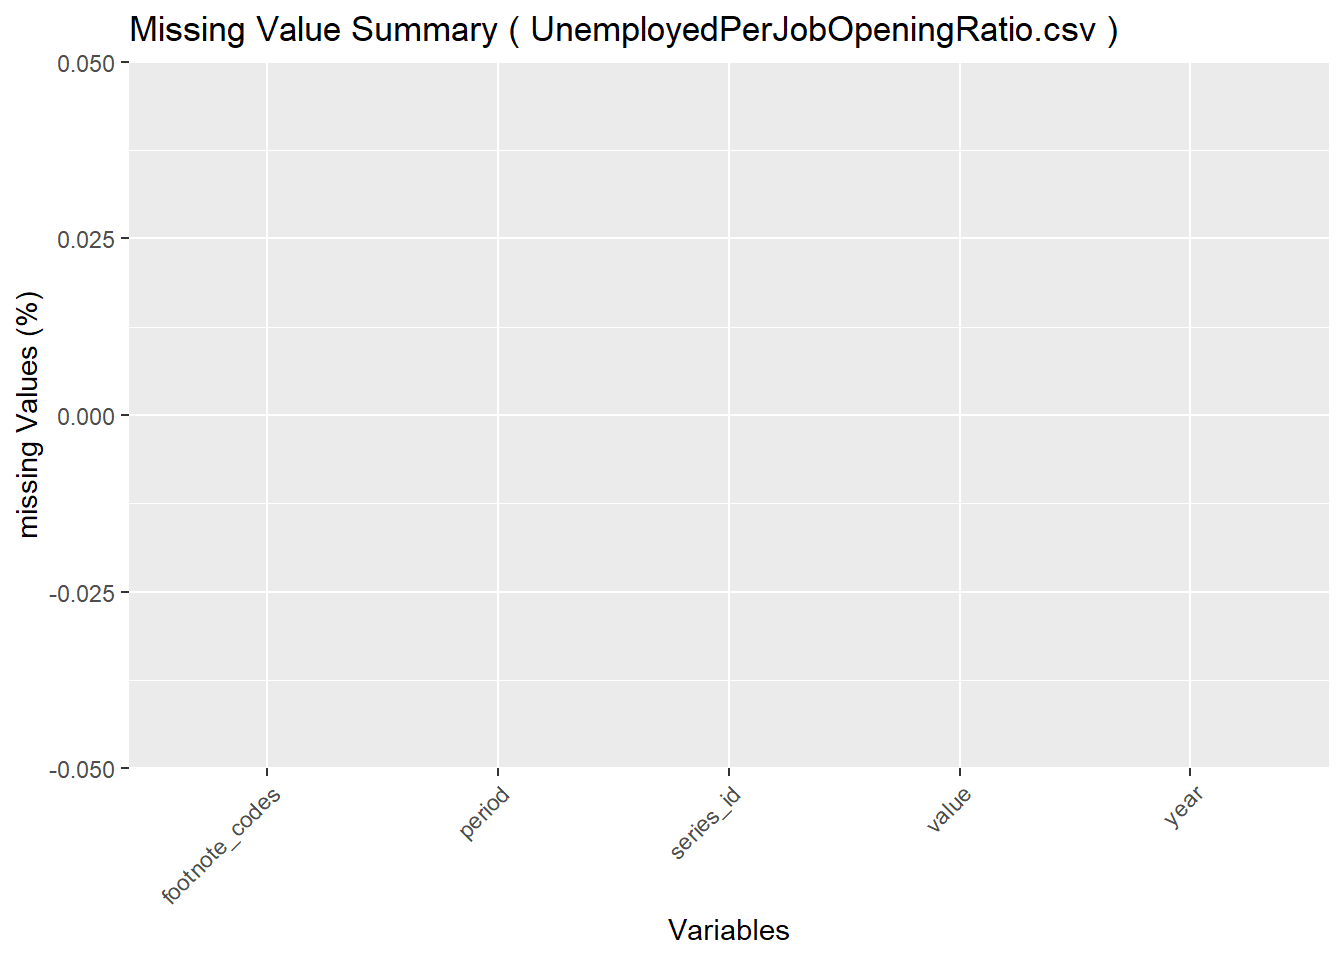 Missing Value Summary ( UnemployedPerJobOpeningRatio.csv )
0.050
0.025
0.000
-0.025
-0.050
missing Values (%)
footnote_codes
period
series_id
value
year
Variables